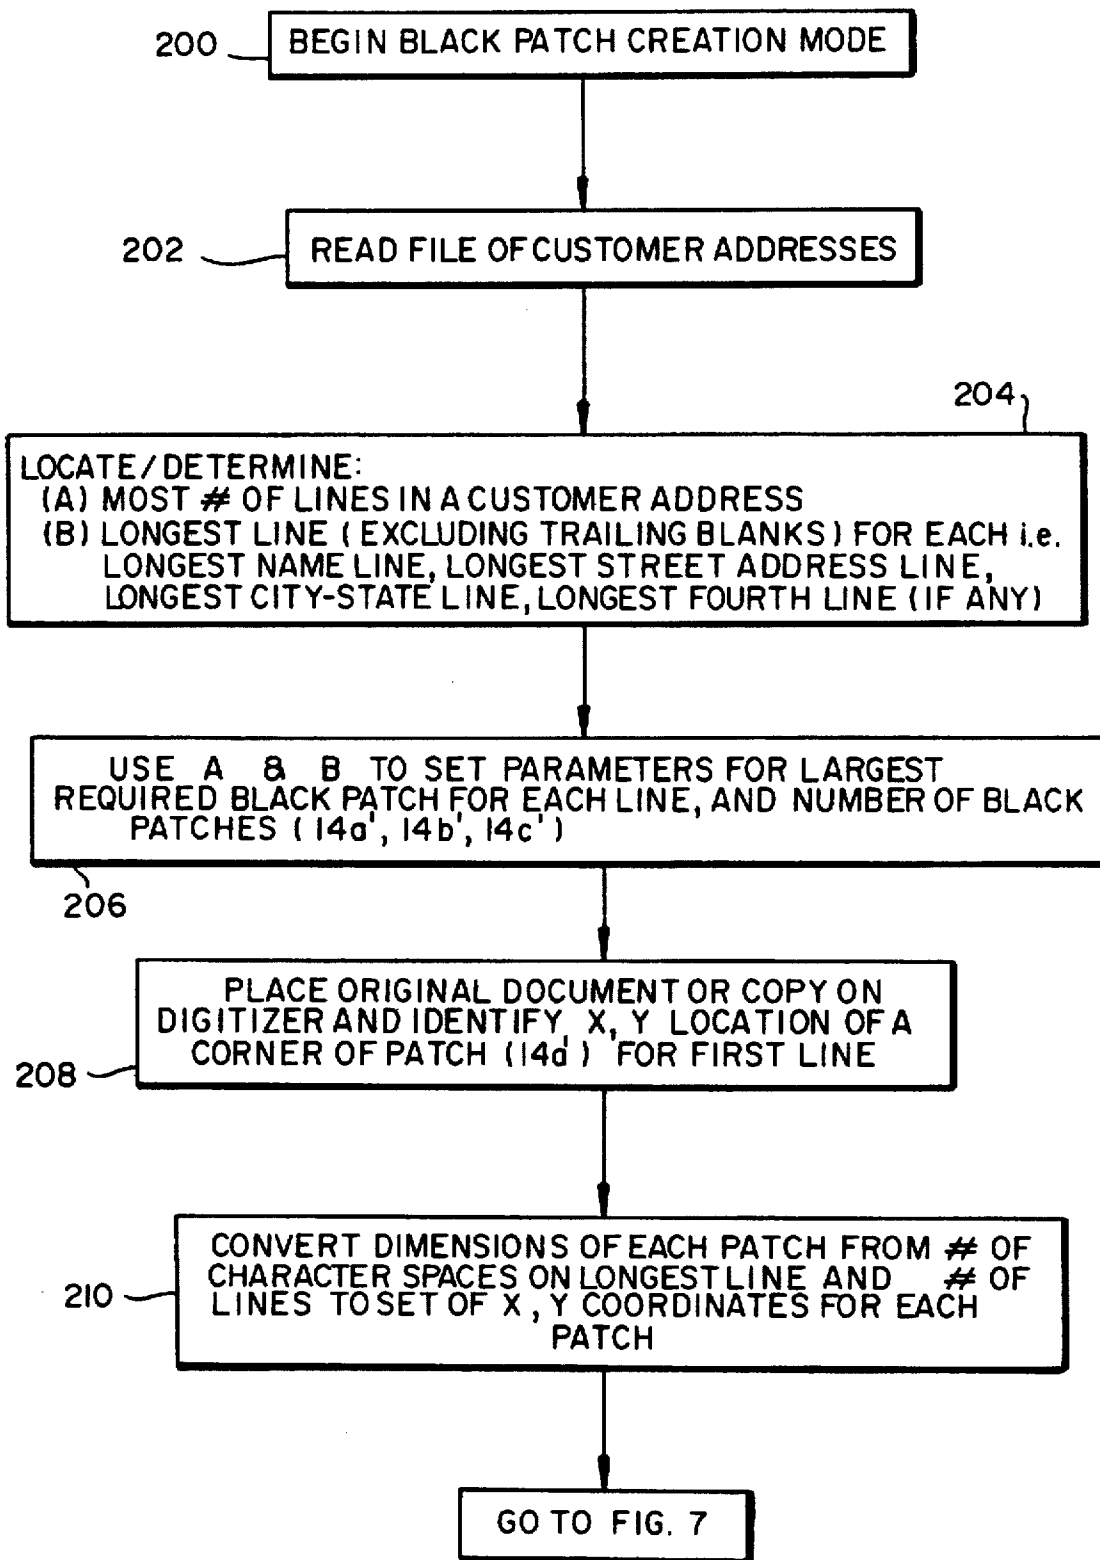 200
BEGIN BLACK PATCH CREATION MODE
202
READ FILE OF CUSTOMER ADDRESSES
204
LOCATE/DETERMINE:
(A) MOST # OF LINES IN A CUSTOMER ADDRESS
(B) LONGEST LINE (EXCLUDING TRAILING BLANKS) FOR EACH i.e.
LONGEST NAME LINE, LONGEST STREET ADDRESS LINE,
LONGEST CITY-STATE LINE, LONGEST FOURTH LINE (IF ANY)
USE A & B TO SET PARAMETERS FOR LARGEST
REQUIRED BLACK PATCH FOR EACH LINE, AND NUMBER OF BLACK
PATCHES (14a', 14b', 14c')
206
PLACE ORIGINAL DOCUMENT OR COPY ON
DIGITIZER AND IDENTIFY X, Y LOCATION OF A
CORNER OF PATCH (14a') FOR FIRST LINE
208
CONVERT DIMENSIONS OF EACH PATCH FROM # OF
CHARACTER SPACES ON LONGEST LINE AND # OF
LINES TO SET OF X, Y COORDINATES FOR EACH
PATCH
210
GO TO FIG. 7